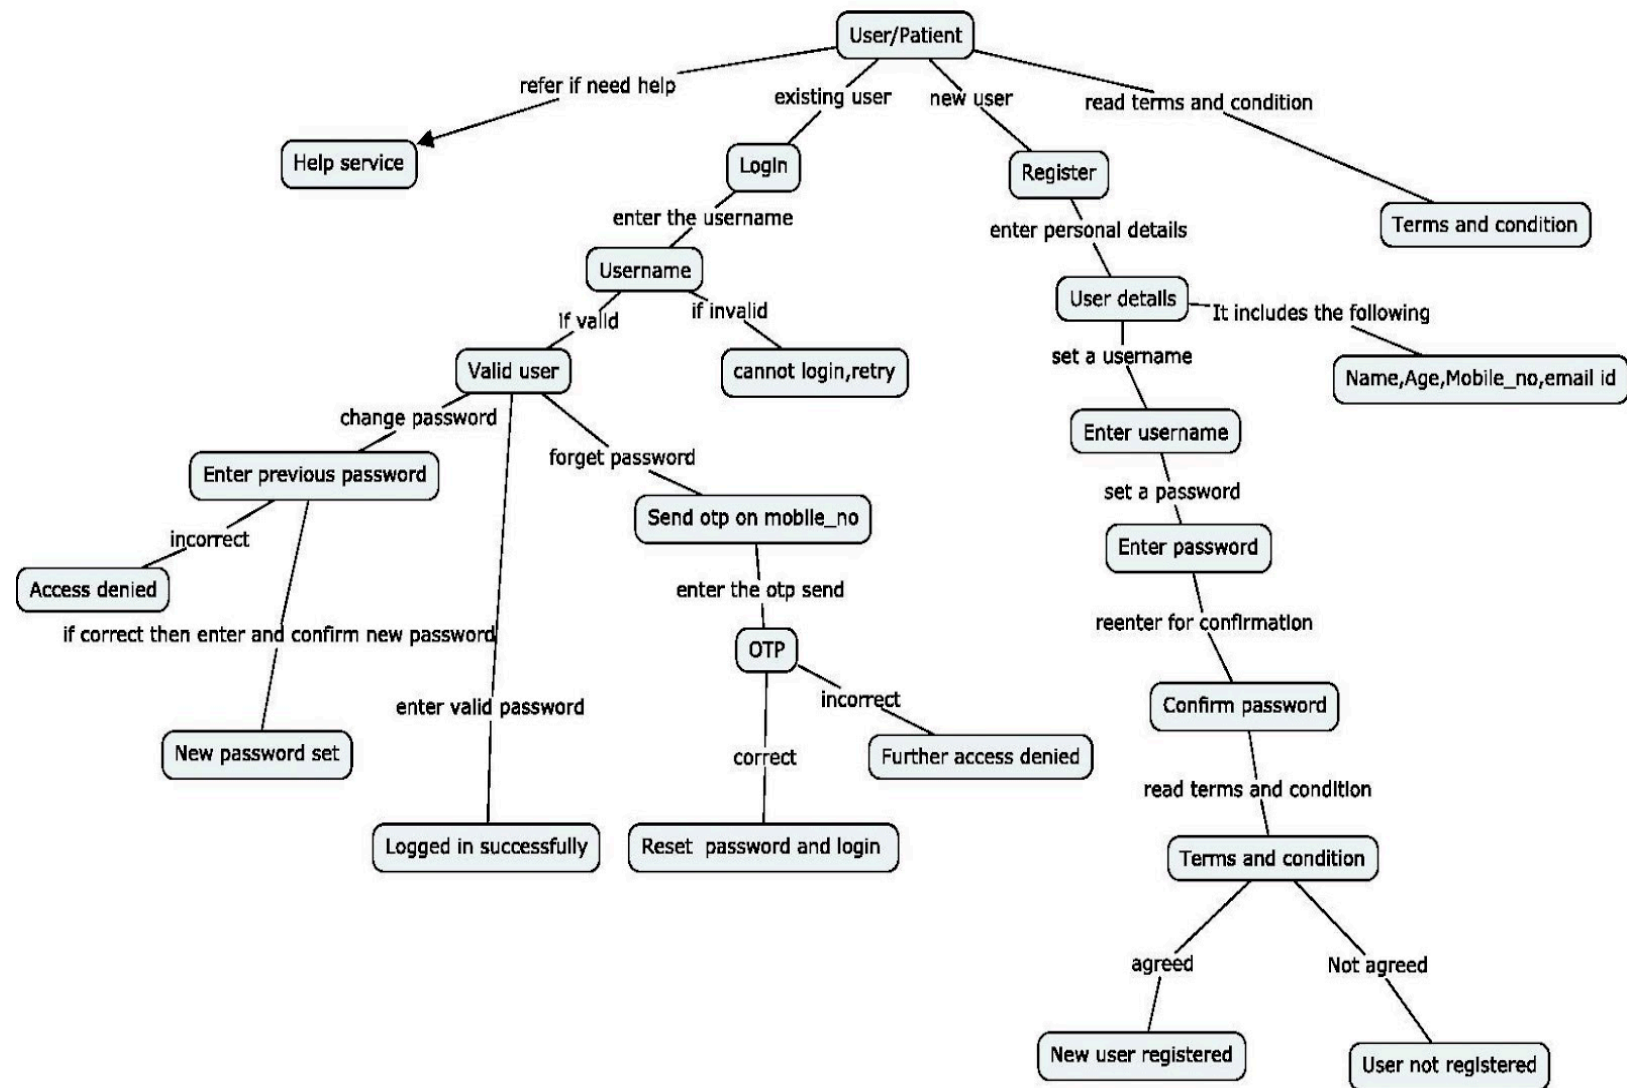 User/Patient
refer if need help
existing user
new user
read terms and condition
Help service
Login
Register
Terms and condition
enter the username
enter personal details
Username
User details
It includes the following
if valid
if invalid
set a username
Valid user
cannot login,retry
Name,Age,Mobile_no,email id
change password
Enter username
forget password
Enter previous password
set a password
Send otp on mobile_no
incorrect
Enter password
Access denied
enter the otp send
reenter for confirmation
if correct then enter and confirm new password
OTP
incorrect
enter valid password
Confirm password
New password set
correct
Further access denied
read terms and condition
Logged in successfully
Reset password and login
Terms and condition
agreed
Not agreed
New user registered
User not registered